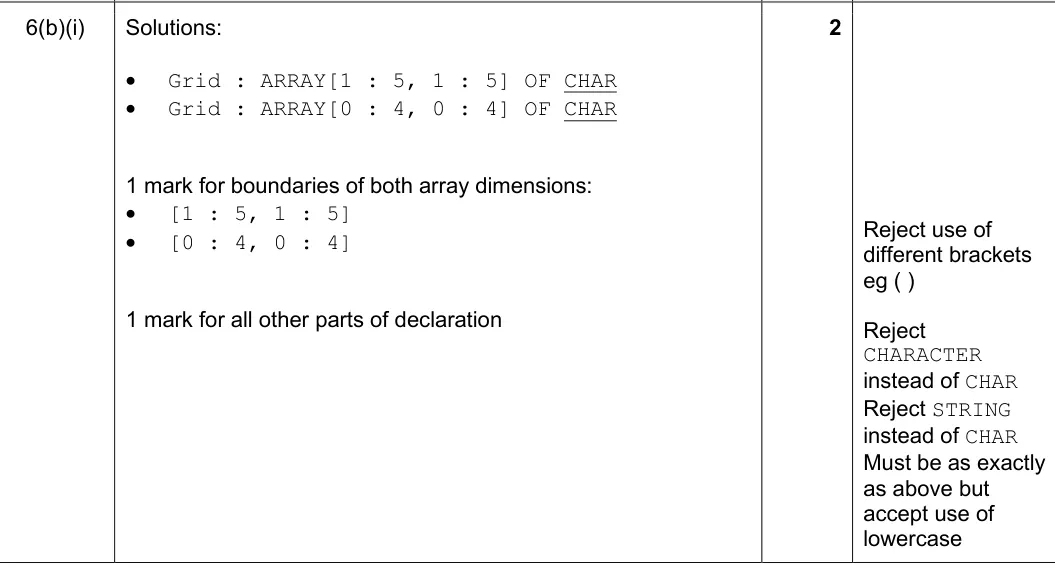 6(b)(i) Solutions: 2
• Grid : ARRAY[1 : 5, 1 : 5] OF CHAR
• Grid : ARRAY[0 : 4, 0 : 4] OF CHAR
1 mark for boundaries of both array dimensions:
• [1 : 5, 1 : 5]
• [0 : 4, 0 : 4]
1 mark for all other parts of declaration
Reject use of
different brackets
eg ( )
Reject
CHARACTER
instead of CHAR
Reject STRING
instead of CHAR
Must be as exactly
as above but
accept use of
lowercase